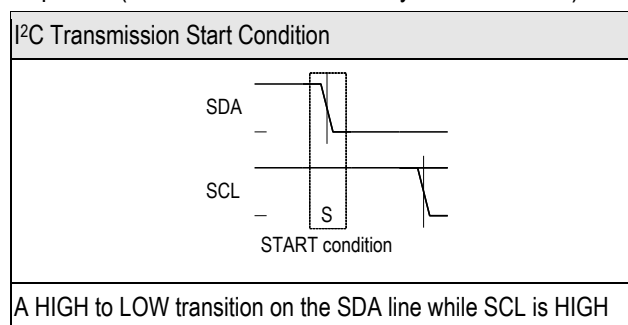 I²C Transmission Start Condition
SDA
SCL
S
START condition
A HIGH to LOW transition on the SDA line while SCL is HIGH